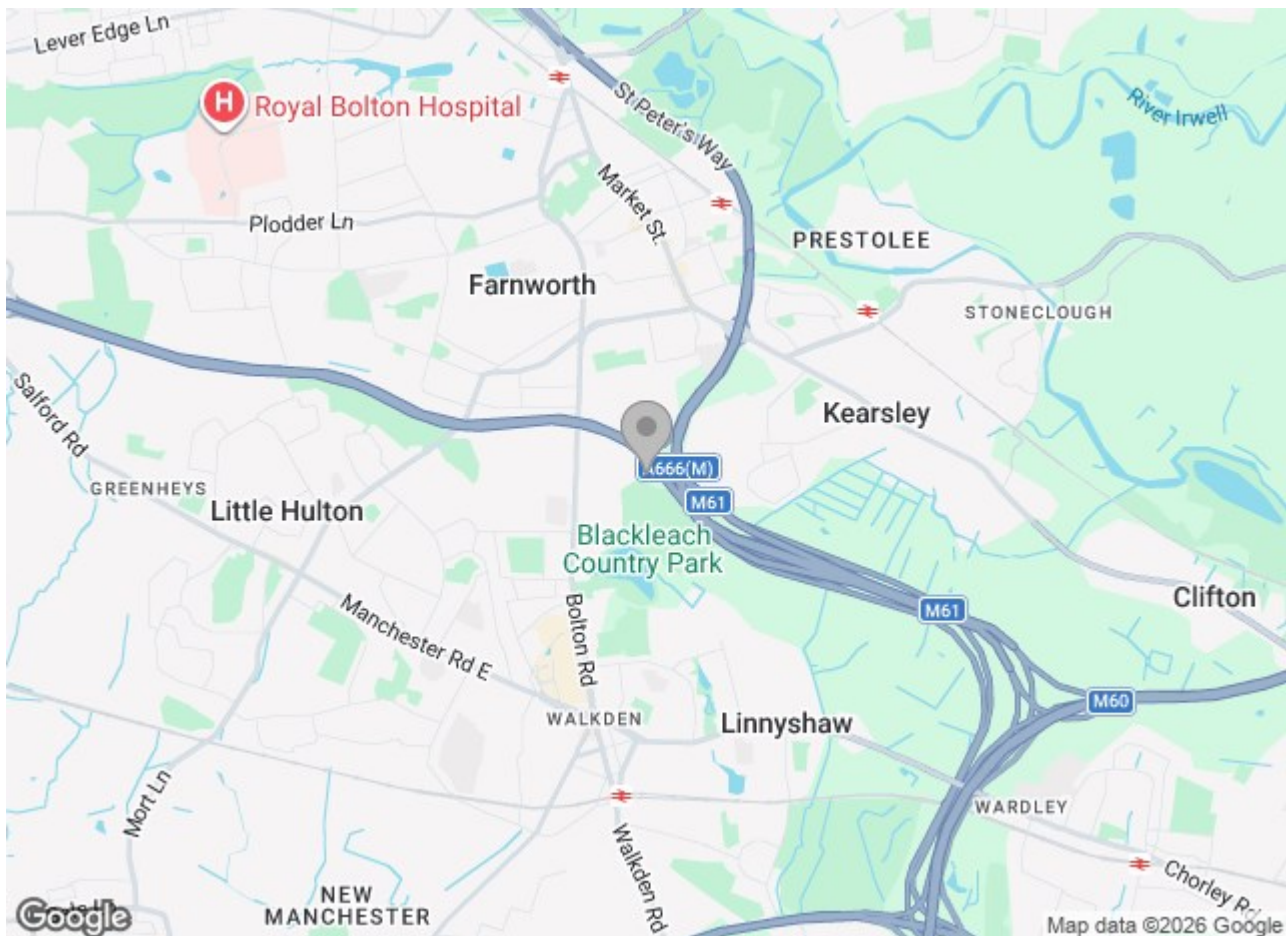 Lever Edge Ln
H
Royal Bolton Hospital
St Peter's Way
River Irwell
Market St.
Plodder Ln
PRESTOLEE
Farnworth
STONECLOUGH
Salford Rd
Kearsley
A666(M)
GREENHEYS
M61
Little Hulton
Blackleach
Country Park
Clifton
Manchester Rd E
Bolton Rd
M61
M60
WALKDEN
Linnyshaw
Mort Ln
WARDLEY
Walkden Rd
Chorley Rd
NEW
MANCHESTER
Google
Map data ©2026 Google